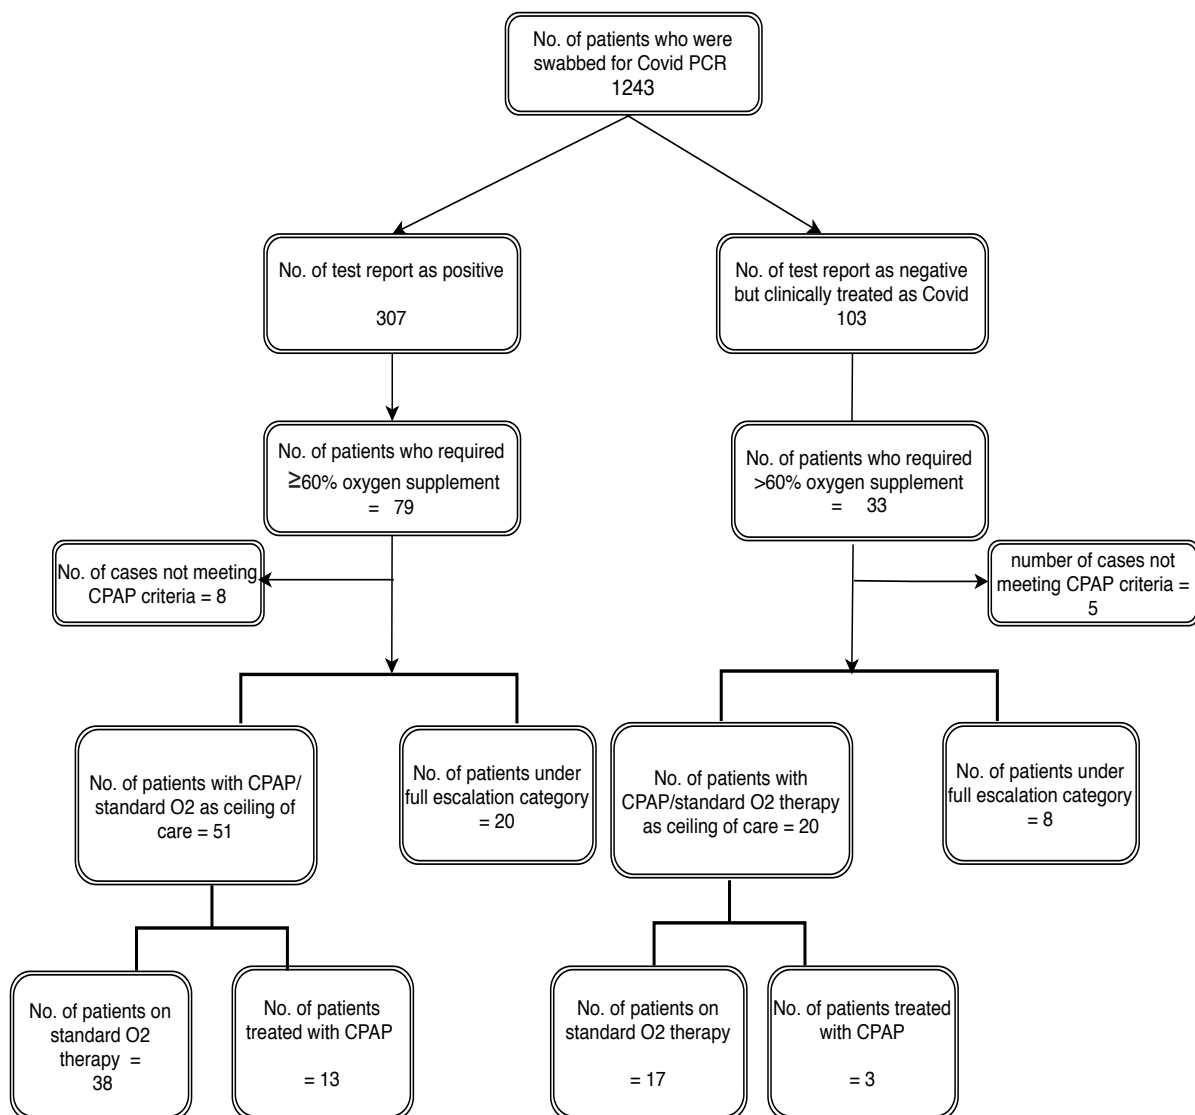 No. of patients who were
swabbed for Covid PCR
1243
No. of test report as positive
307
No. of test report as negative
but clinically treated as Covid
103
No. of patients who required
≥60% oxygen supplement
= 79
No. of patients who required
>60% oxygen supplement
= 33
No. of cases not meeting
CPAP criteria = 8
number of cases not
meeting CPAP criteria =
5
No. of patients with CPAP/
standard O2 as ceiling of
care = 51
No. of patients under
full escalation category
= 20
No. of patients with
CPAP/standard O2 therapy
as ceiling of care = 20
No. of patients under
full escalation category
= 8
No. of patients on
standard O2
therapy =
38
No. of patients
treated with CPAP
= 13
No. of patients on
standard O2 therapy
= 17
No. of patients treated
with CPAP
= 3